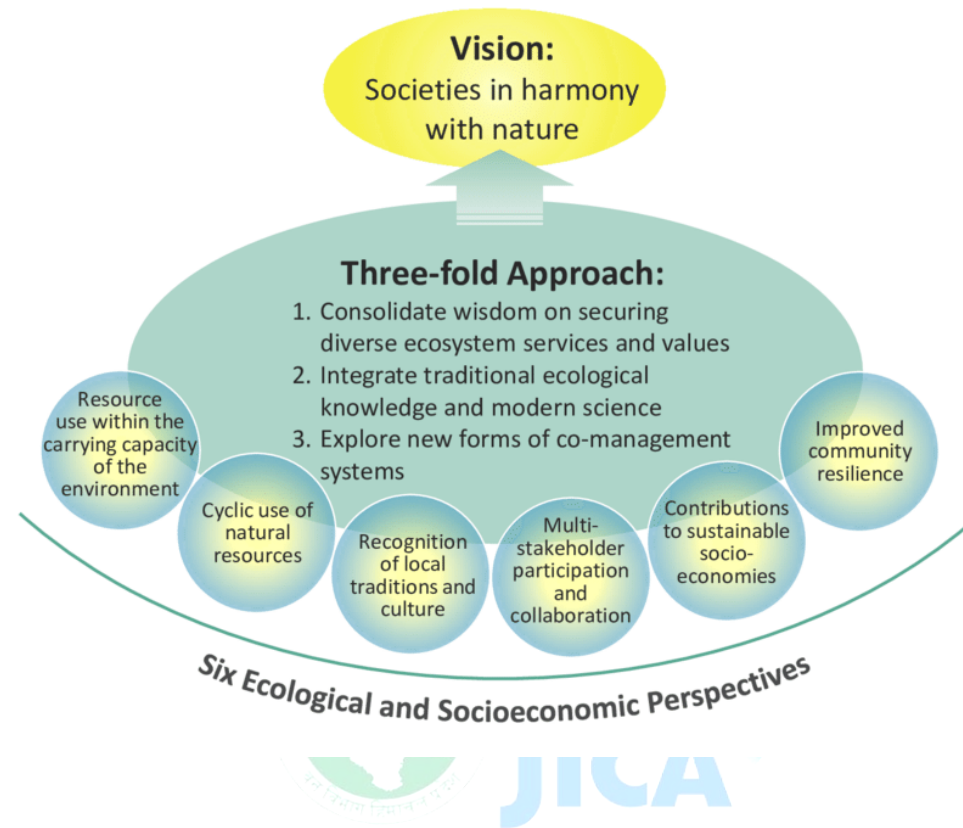 Vision:
Societies in harmony
with nature
Three-fold Approach:
1. Consolidate wisdom on securing
diverse ecosystem services and values
2. Integrate traditional ecological
knowledge and modern science
3. Explore new forms of co-management
systems
Resource
use within the
carrying capacity
of the
environment
Cyclic use of
natural
resources
Recognition
of local
traditions and
culture
Multi-
stakeholder
participation
and
collaboration
Contributions
to sustainable
socio-
economies
Improved
community
resilience
Six Ecological and Socioeconomic Perspectives
JICA